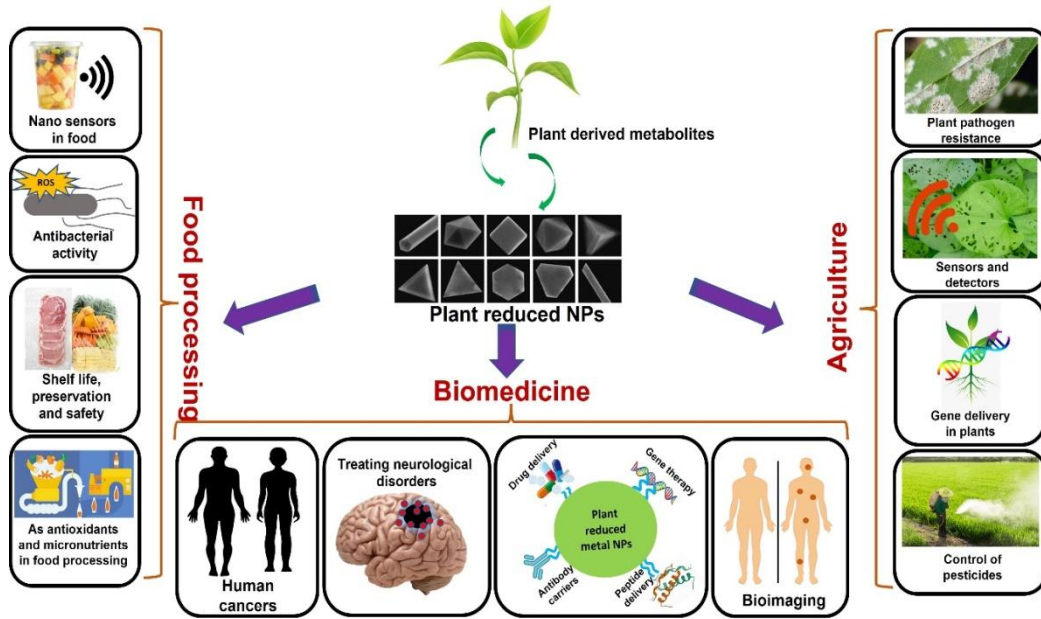 Plant derived metabolites
Plant reduced NPs
Food processing
Nano sensors
in food
ROS
Antibacterial
activity
Shelf life,
preservation
and safety
As antioxidants
and micronutrients
in food processing
Biomedicine
Human
cancers
Treating neurological
disorders
Drug delivery
Gene therapy
Plant
reduced
metal NPs
Antibody
carriers
Peptide
delivery
Bioimaging
Agriculture
Plant pathogen
resistance
Sensors and
detectors
Gene delivery
in plants
Control of
pesticides